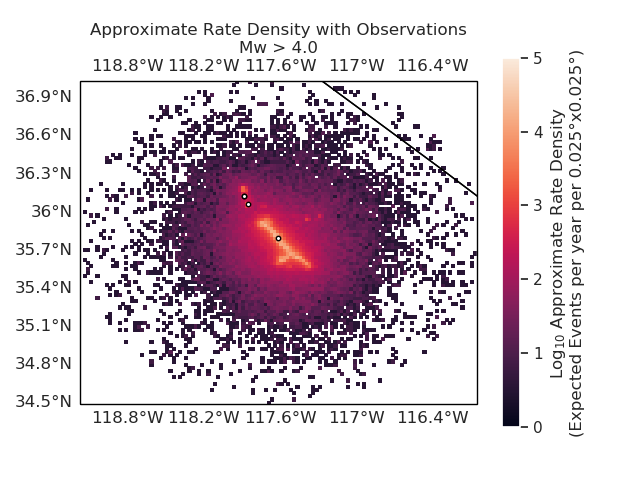 Approximate Rate Density with Observations
Mw > 4.0
118.8°W 118.2°W 117.6°W 117°W 116.4°W
36.9°N
36.6°N
36.3°N
36°N
35.7°N
35.4°N
35.1°N
34.8°N
34.5°N
118.8°W 118.2°W 117.6°W 117°W 116.4°W
5
4
3
2
1
0
Log₁₀ Approximate Rate Density
(Expected Events per year per 0.025°x0.025°)